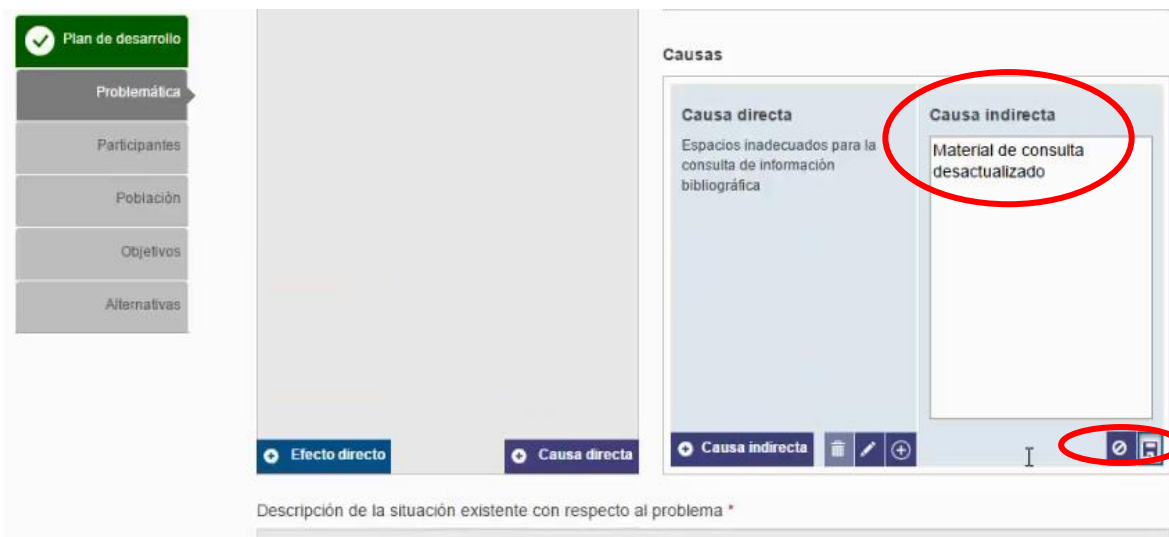 Plan de desarrollo
Problemática
Participantes
Población
Objetivos
Alternativas
Efecto directo
Causa directa
Causas
Causa directa
Espacios inadecuados para la
consulta de información
bibliográfica
Causa indirecta
Material de consulta
desactualizado
Causa indirecta
Descripción de la situación existente con respecto al problema *